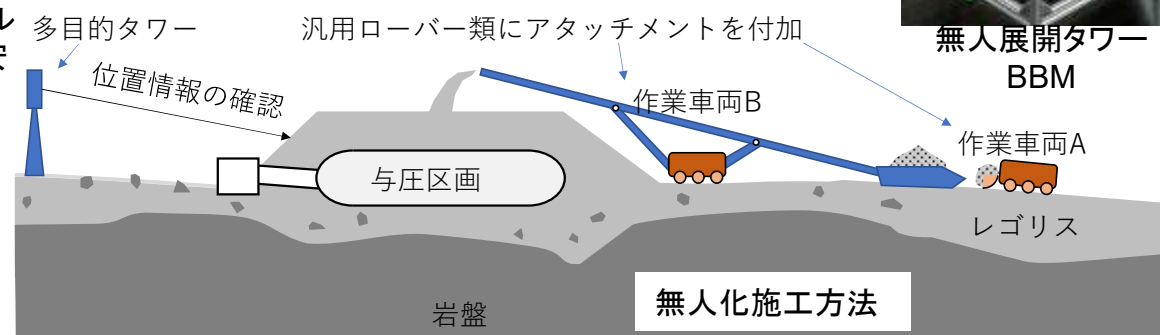 ル
多目的タワー
汎用ローバー類にアタッチメントを付加
無人展開タワー
BBM
位置情報の確認
作業車両B
作業車両A
与圧区画
レゴリス
無人化施工方法
岩盤